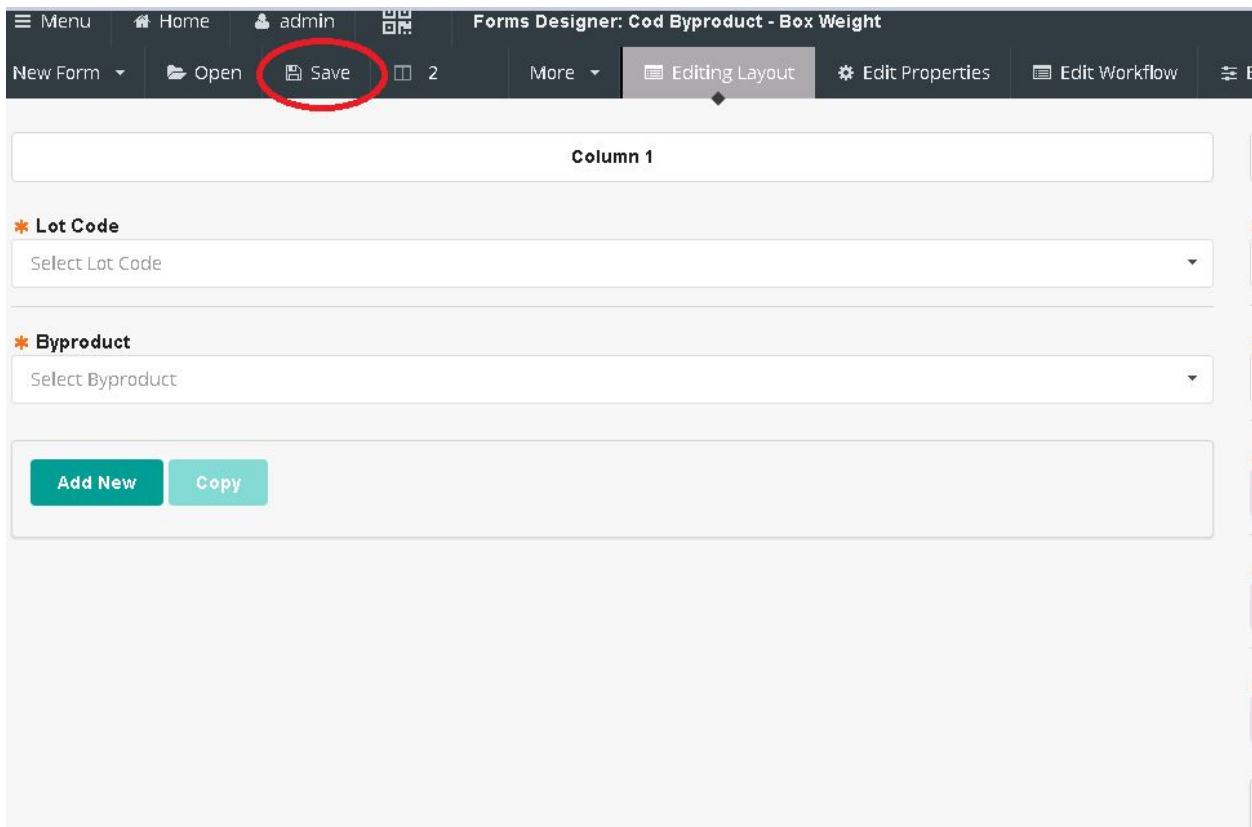 Menu Home admin Forms Designer: Cod Byproduct - Box Weight
New Form Open Save 2 More Editing Layout Edit Properties Edit Workflow
Column 1
* Lot Code
Select Lot Code
* Byproduct
Select Byproduct
Add New Copy